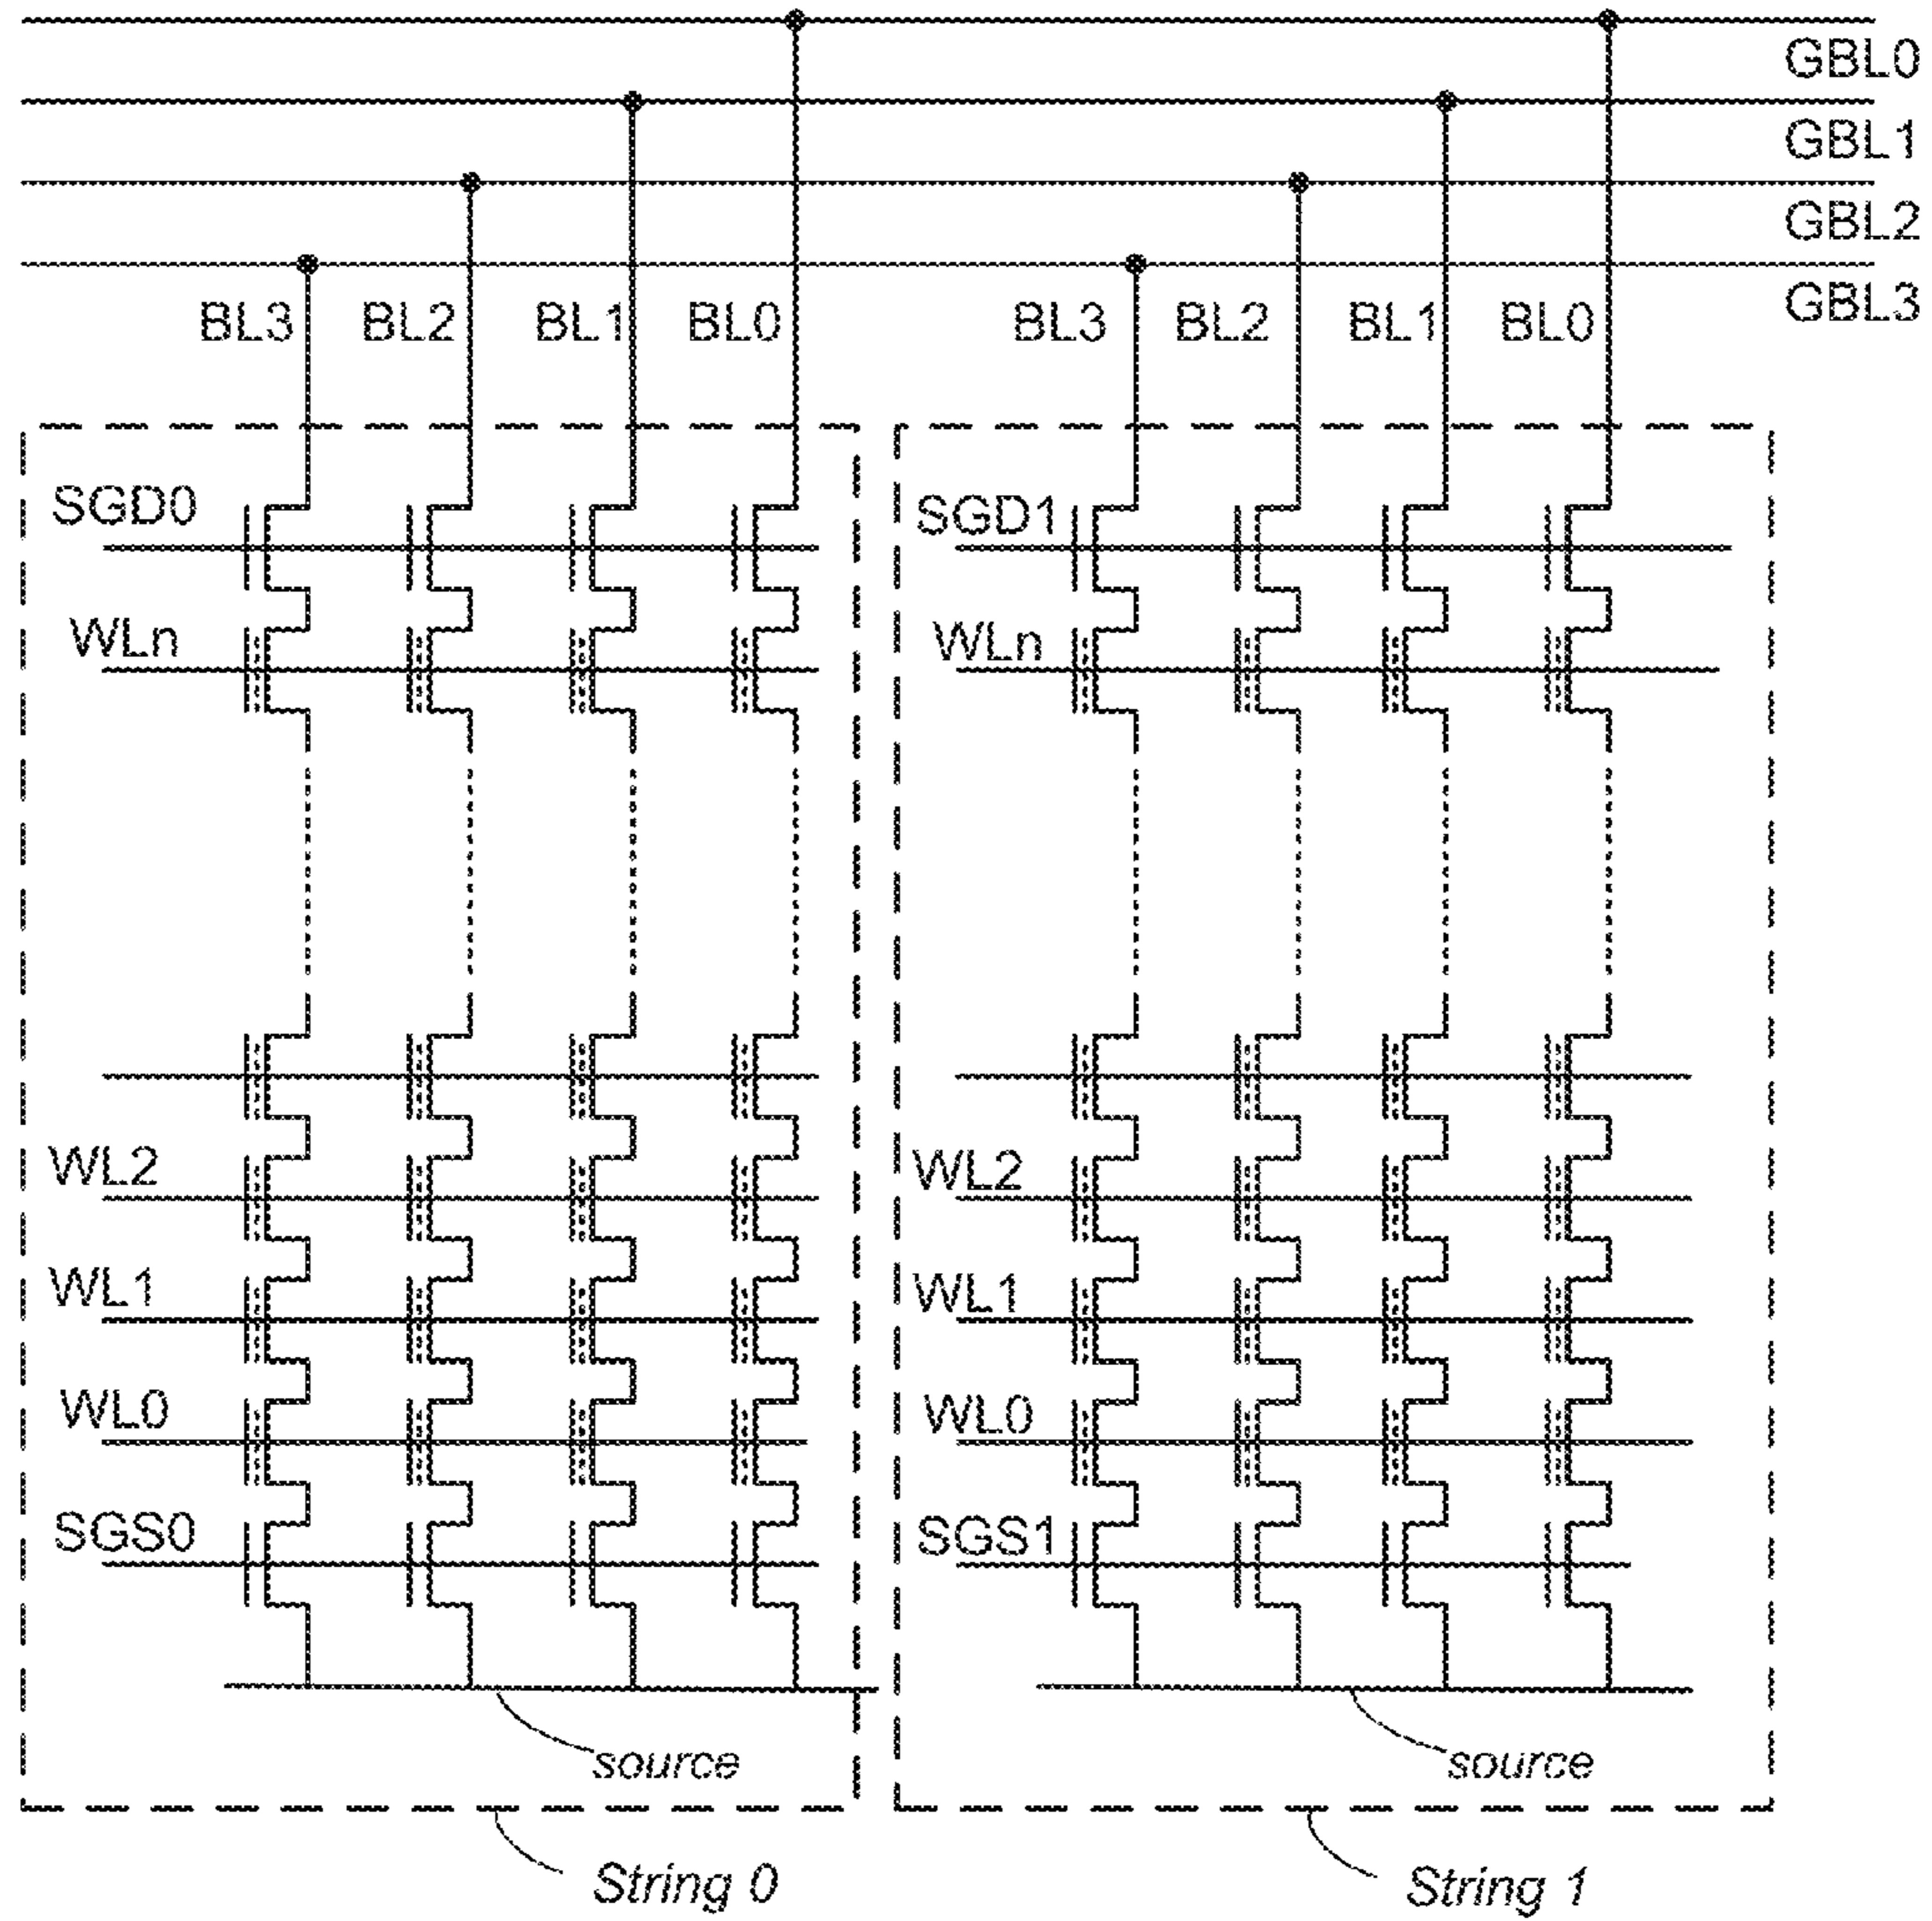 GBL0
GBL1
GBL2
GBL3
BL3 BL2 BL1 BL0 BL3 BL2 BL1 BL0
SGD0 SGD1
WLn WLn
WL2 WL2
WL1 WL1
WL0 WL0
SGS0 SGS1
source source
String 0 String 1